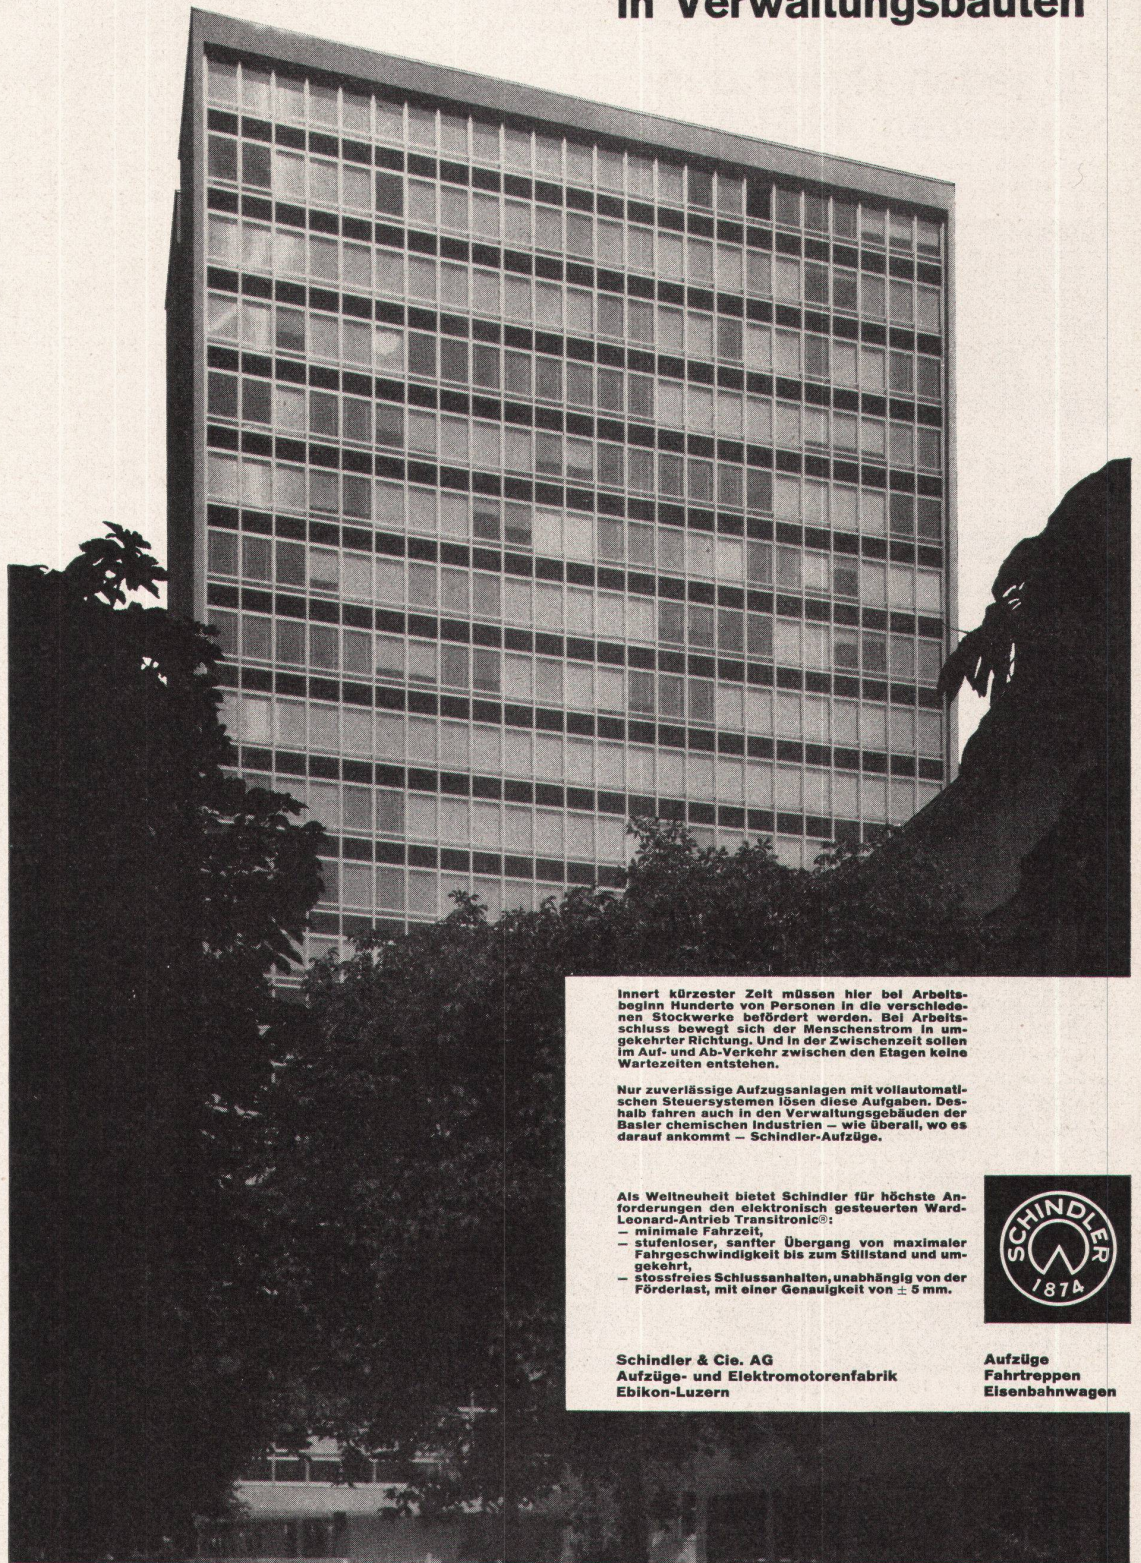 in Verwaltungsbauten
Innert kürzester Zeit müssen hier bei Arbeits-
beginn Hunderte von Personen in die verschiede-
nen Stockwerke befördert werden. Bei Arbeits-
schluss bewegt sich der Menschenstrom in um-
gekehrter Richtung. Und in der Zwischenzeit sollen
im Auf- und Ab-Verkehr zwischen den Etagen keine
Wartezeiten entstehen.
Nur zuverlässige Aufzugsanlagen mit vollautomati-
schen Steuersystemen lösen diese Aufgaben. Des-
halb fahren auch in den Verwaltungsgebäuden der
Basler chemischen Industrien – wie überall, wo es
darauf ankommt – Schindler-Aufzüge.
Als Weltneuheit bietet Schindler für höchste An-
forderungen den elektronisch gesteuerten Ward-
Leonard-Antrieb Transitronic®:
– minimale Fahrzeit,
– stufenloser, sanfter Übergang von maximaler
Fahrgeschwindigkeit bis zum Stillstand und um-
gekehrt,
– stossfreies Schlussanhalten, unabhängig von der
Förderlast, mit einer Genauigkeit von ± 5 mm.
SCHINDLER
1874
Schindler & Cie. AG
Aufzüge- und Elektromotorenfabrik
Ebikon-Luzern
Aufzüge
Fahrtreppen
Eisenbahnwagen